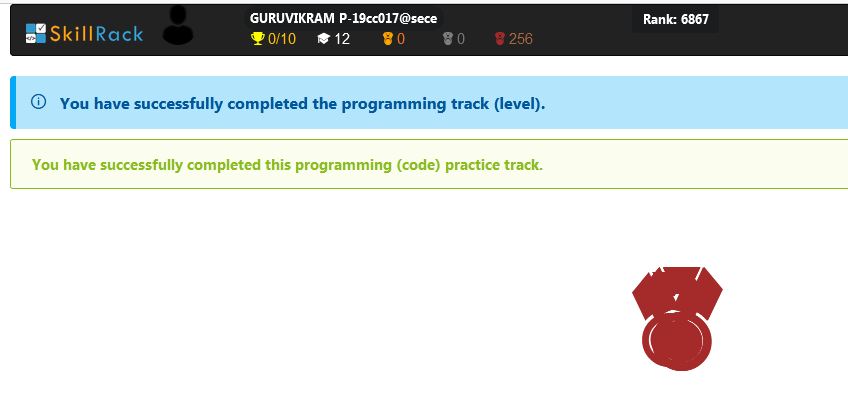 GURUVIKRAM P-19cc017@sece
Rank: 6867
SkillRack
0/10 12 0 0 256
You have successfully completed the programming track (level).
You have successfully completed this programming (code) practice track.